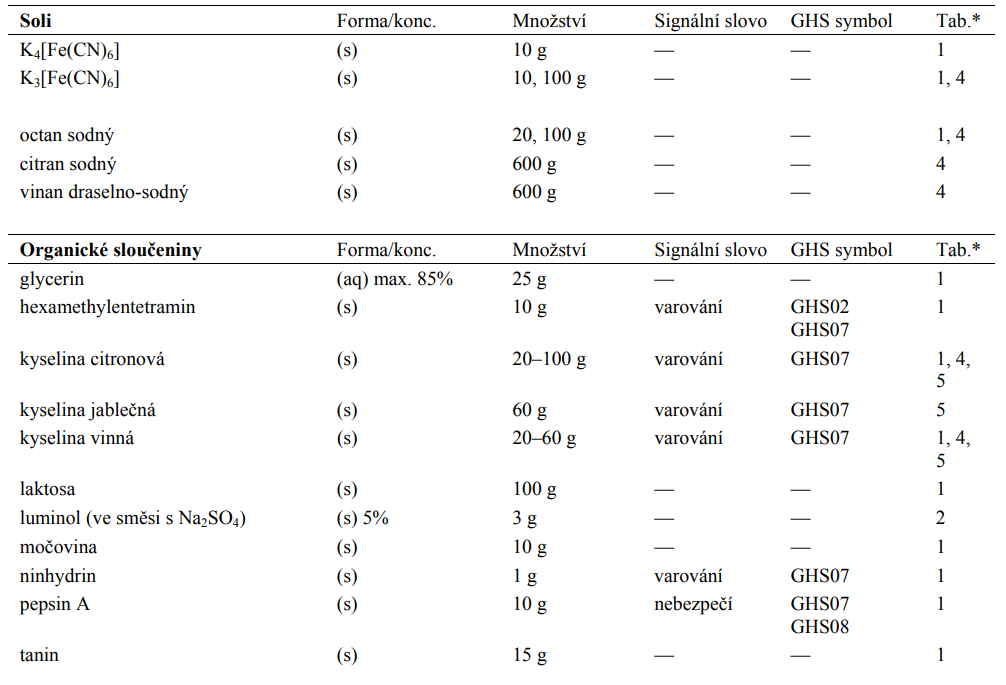 Soli Forma/konc. Množství Signální slovo GHS symbol Tab.*
K₄[Fe(CN)₆] (s) 10 g — — 1
K₃[Fe(CN)₆] (s) 10, 100 g — — 1, 4
octan sodný (s) 20, 100 g — — 1, 4
citran sodný (s) 600 g — — 4
vinan draselno-sodný (s) 600 g — — 4
Organické sloučeniny Forma/konc. Množství Signální slovo GHS symbol Tab.*
glycerin (aq) max. 85% 25 g — — 1
hexamethylentetramin (s) 10 g varování GHS02 1
GHS07
kyselina citronová (s) 20–100 g varování GHS07 1, 4,
5
kyselina jablečná (s) 60 g varování GHS07 5
kyselina vinná (s) 20–60 g varování GHS07 1, 4,
5
laktosa (s) 100 g — — 1
luminol (ve směsi s Na₂SO₄) (s) 5% 3 g — — 2
močovina (s) 10 g — — 1
ninhydrin (s) 1 g varování GHS07 1
pepsin A (s) 10 g nebezpečí GHS07 1
GHS08
tanin (s) 15 g — — 1